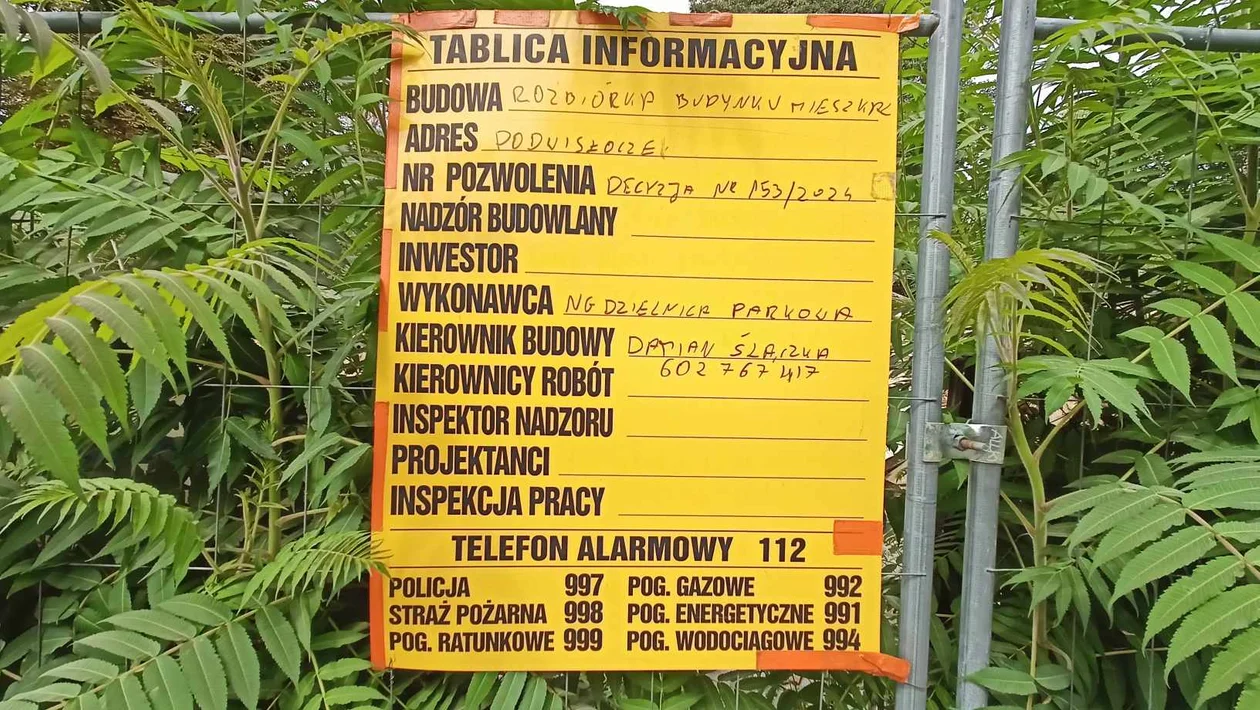 TABLICA INFORMACYJNA
BUDOWA ROZBIÓRKA BUDYNKU MIESZKAL
ADRES PODWISŁOCZE
NR POZWOLENIA DECYZJA NR 153/2024
NADZÓR BUDOWLANY
INWESTOR
WYKONAWCA NG DZIELNICA PARKOWA
KIEROWNIK BUDOWY DAMIAN ŚLĄCZKA
602 767 417
KIEROWNICY ROBÓT
INSPEKTOR NADZORU
PROJEKTANCI
INSPEKCJA PRACY
TELEFON ALARMOWY 112
POLICJA 997 POG. GAZOWE 992
STRAŻ POŻARNA 998 POG. ENERGETYCZNE 991
POG. RATUNKOWE 999 POG. WODOCIĄGOWE 994